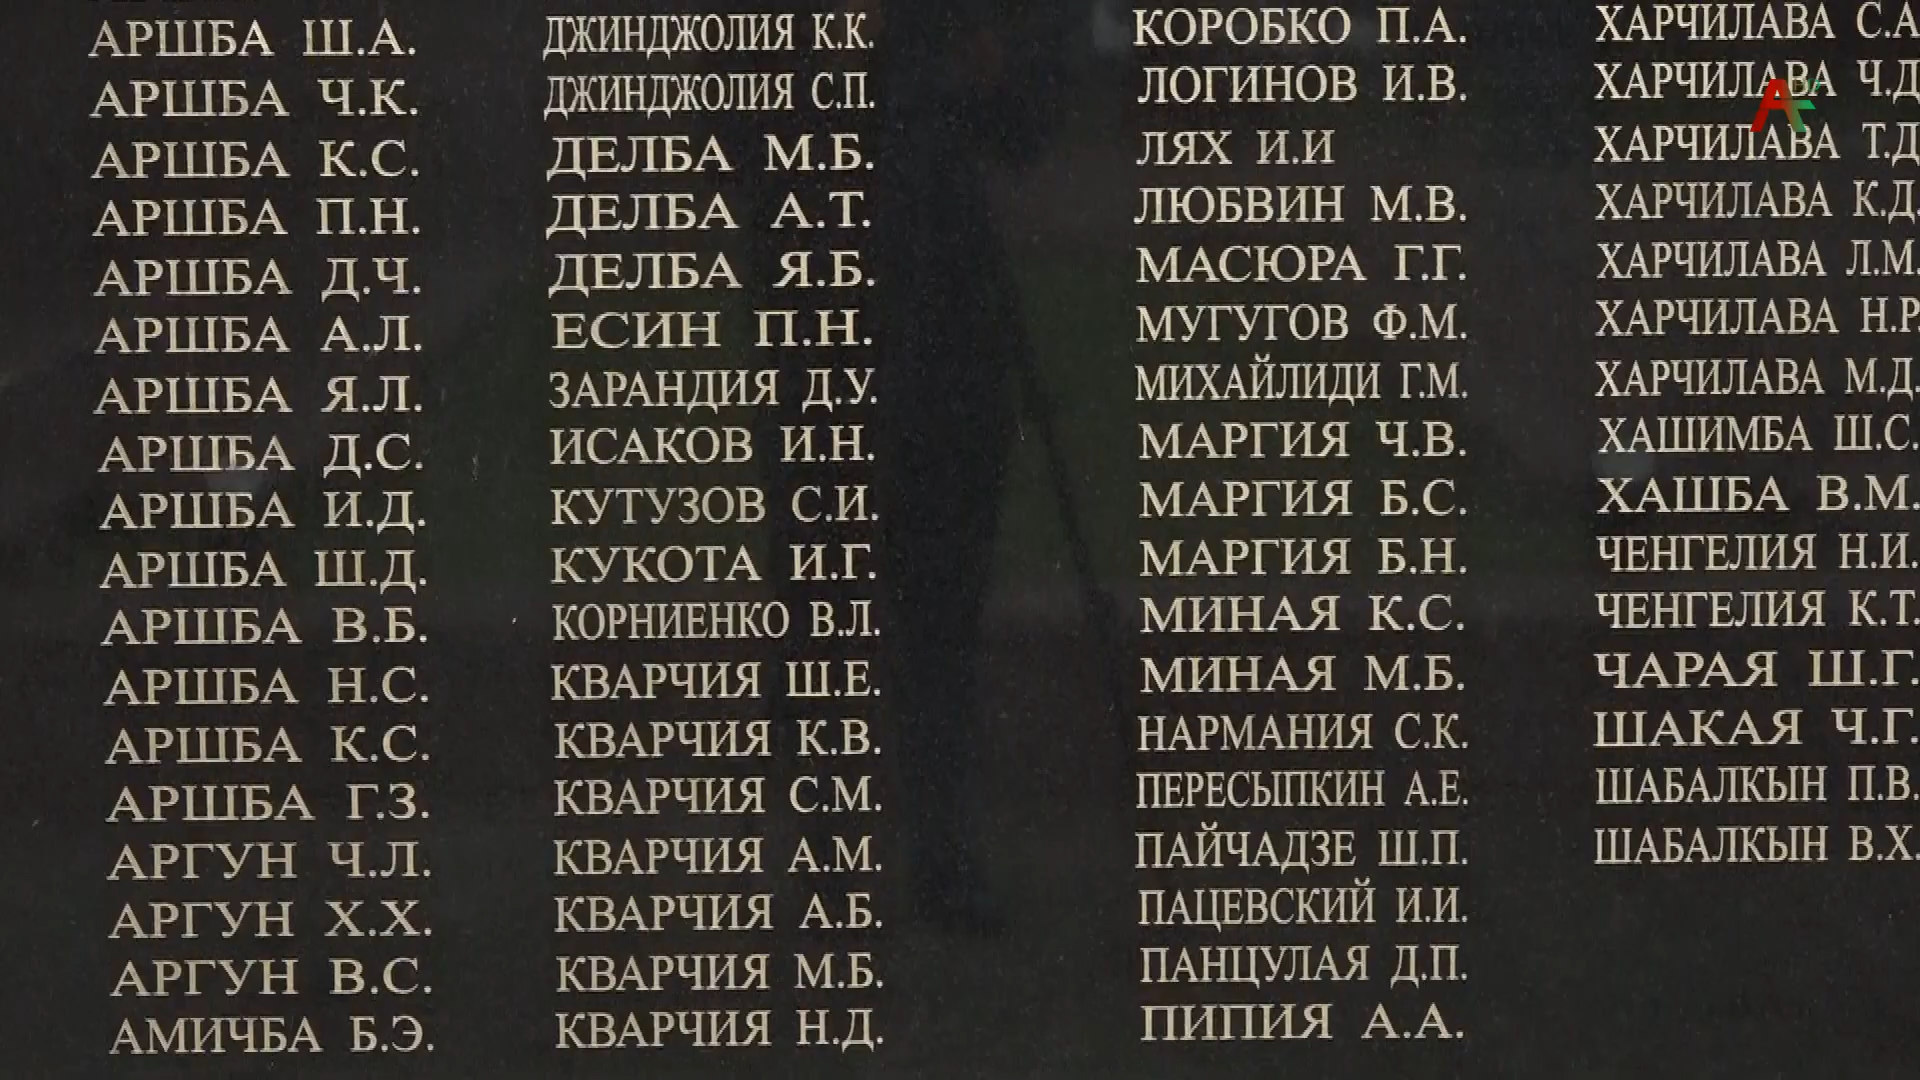 АРШБА Ш.А.
АРШБА Ч.К.
АРШБА К.С.
АРШБА П.Н.
АРШБА Д.Ч.
АРШБА А.Л.
АРШБА Я.Л.
АРШБА Д.С.
АРШБА И.Д.
АРШБА Ш.Д.
АРШБА В.Б.
АРШБА Н.С.
АРШБА К.С.
АРШБА Г.З.
АРГУН Ч.Л.
АРГУН Х.Х.
АРГУН В.С.
АМИЧБА Б.Э.
ДЖИНДЖОЛИЯ К.К.
ДЖИНДЖОЛИЯ С.П.
ДЕЛБА М.Б.
ДЕЛБА А.Т.
ДЕЛБА Я.Б.
ЕСИН П.Н.
ЗАРАНДИЯ Д.У.
ИСАКОВ И.Н.
КУТУЗОВ С.И.
КУКОТА И.Г.
КОРНИЕНКО В.Л.
КВАРЧИЯ Ш.Е.
КВАРЧИЯ К.В.
КВАРЧИЯ С.М.
КВАРЧИЯ А.М.
КВАРЧИЯ А.Б.
КВАРЧИЯ М.Б.
КВАРЧИЯ Н.Д.
КОРОБКО П.А.
ЛОГИНОВ И.В.
ЛЯХ И.И
ЛЮБВИН М.В.
МАСЮРА Г.Г.
МУГУГОВ Ф.М.
МИХАЙЛИДИ Г.М.
МАРГИЯ Ч.В.
МАРГИЯ Б.С.
МАРГИЯ Б.Н.
МИНАЯ К.С.
МИНАЯ М.Б.
НАРМАНИЯ С.К.
ПЕРЕСЫПКИН А.Е.
ПАЙЧАДЗЕ Ш.П.
ПАЦЕВСКИЙ И.И.
ПАНЦУЛАЯ Д.П.
ПИПИЯ А.А.
ХАРЧИЛАВА С.А
ХАРЧИЛАВА Ч.Д
ХАРЧИЛАВА Т.Д
ХАРЧИЛАВА К.Д.
ХАРЧИЛАВА Л.М.
ХАРЧИЛАВА Н.Р.
ХАРЧИЛАВА М.Д.
ХАШИМБА Ш.С.
ХАШБА В.М.
ЧЕНГЕЛИЯ Н.И.
ЧЕНГЕЛИЯ К.Т.
ЧАРАЯ Ш.Г.
ШАКАЯ Ч.Г.
ШАБАЛКЫН П.В.
ШАБАЛКЫН В.Х.